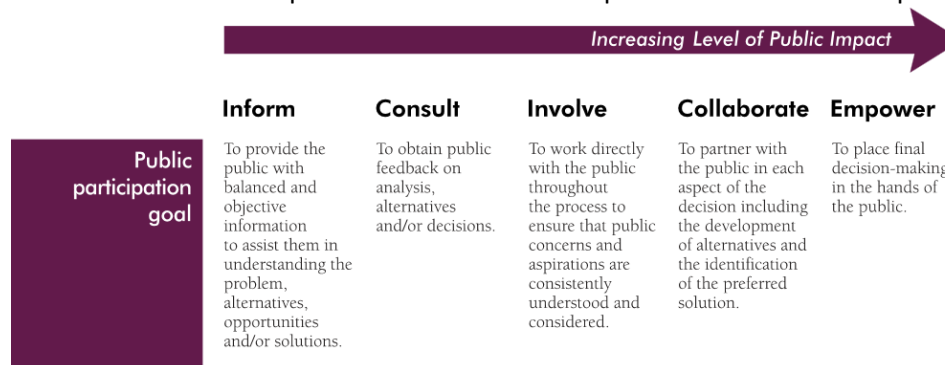 Increasing Level of Public Impact
Inform
To provide the
public with
balanced and
objective
information
to assist them in
understanding the
problem,
alternatives,
opportunities
and/or solutions.
Consult
To obtain public
feedback on
analysis,
alternatives
and/or decisions.
Involve
To work directly
with the public
throughout
the process to
ensure that public
concerns and
aspirations are
consistently
understood and
considered.
Collaborate
To partner with
the public in each
aspect of the
decision including
the development
of alternatives and
the identification
of the preferred
solution.
Empower
To place final
decision-making
in the hands of
the public.
Public
participation
goal